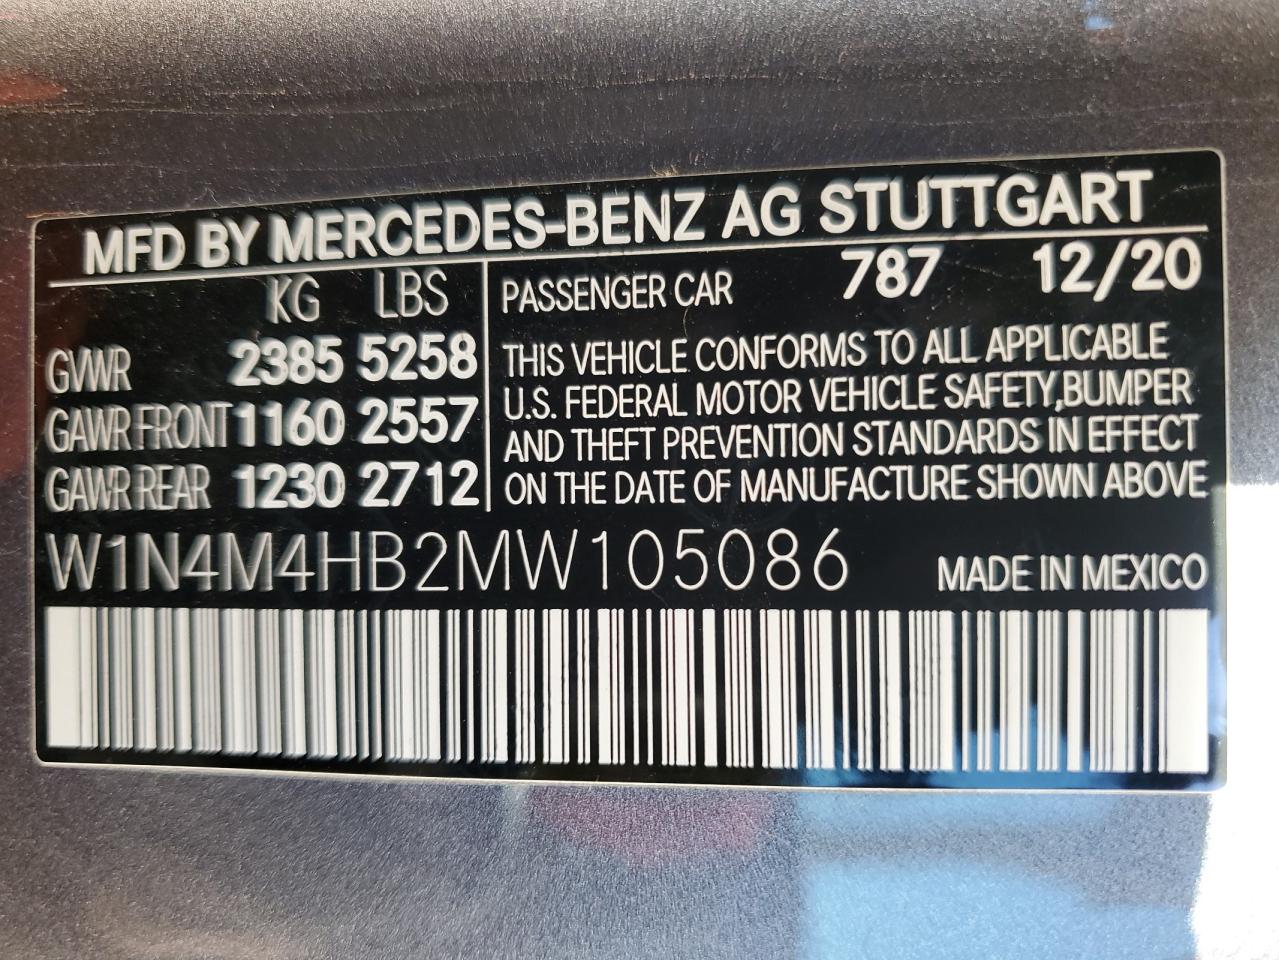 MFD BY MERCEDES-BENZ AG STUTTGART
KG LBS
GVWR 2385 5258
GAWR FRONT 1160 2557
GAWR REAR 1230 2712
PASSENGER CAR 787 12/20
THIS VEHICLE CONFORMS TO ALL APPLICABLE
U.S. FEDERAL MOTOR VEHICLE SAFETY,BUMPER
AND THEFT PREVENTION STANDARDS IN EFFECT
ON THE DATE OF MANUFACTURE SHOWN ABOVE
W1N4M4HB2MW105086 MADE IN MEXICO